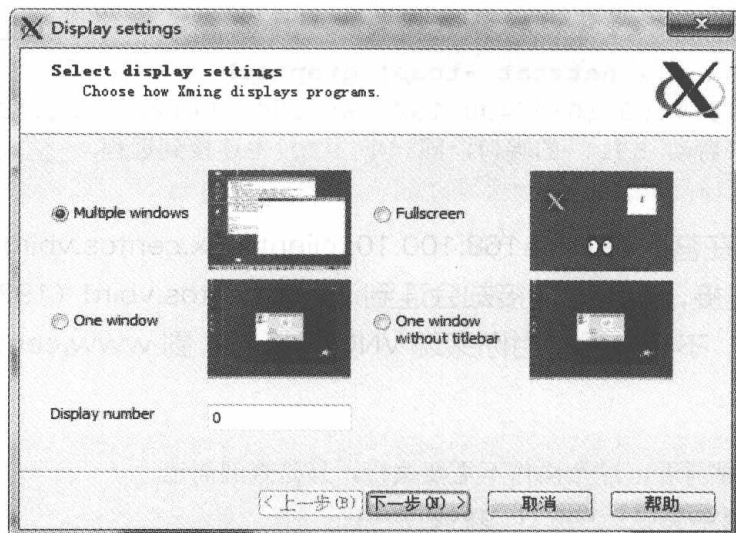 Display settings
Select display settings
Choose how Xming displays programs.
Multiple windows
Fullscreen
One window
One window
without titlebar
Display number
0
< 上一步(B)
下一步(N) >
取消
帮助